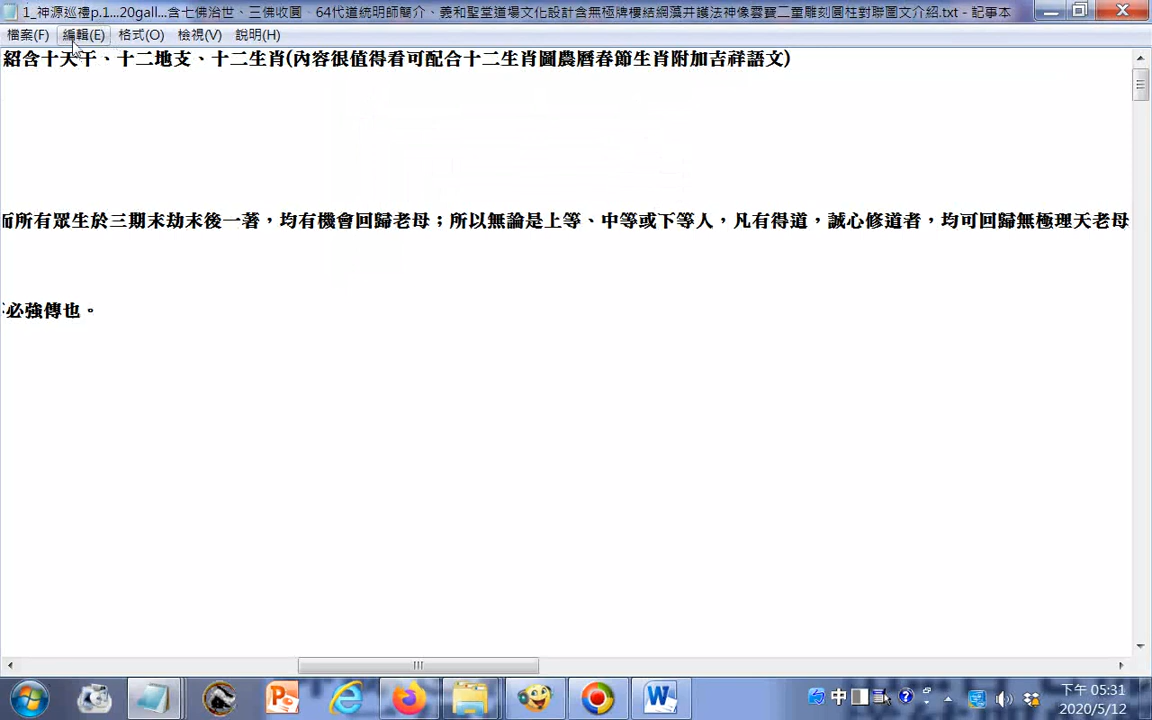 1_神源巡禮p.1...20gall...含七佛治世、三佛收圓、64代道統明師簡介、義和聖堂道場文化設計含無極牌樓結網藻井護法神像雲寶二童雕刻圓柱對聯圖文介紹.txt - 記事本
檔案(F) 編輯(E) 格式(O) 檢視(V) 說明(H)
紹含十天干、十二地支、十二生肖(內容很值得看可配合十二生肖圖農曆春節生肖附加吉祥語文)
而所有眾生於三期末劫末後一著，均有機會回歸老母；所以無論是上等、中等或下等人，凡有得道，誠心修道者，均可回歸無極理天老母
必強傳也。
中
下午 05:31
2020/5/12